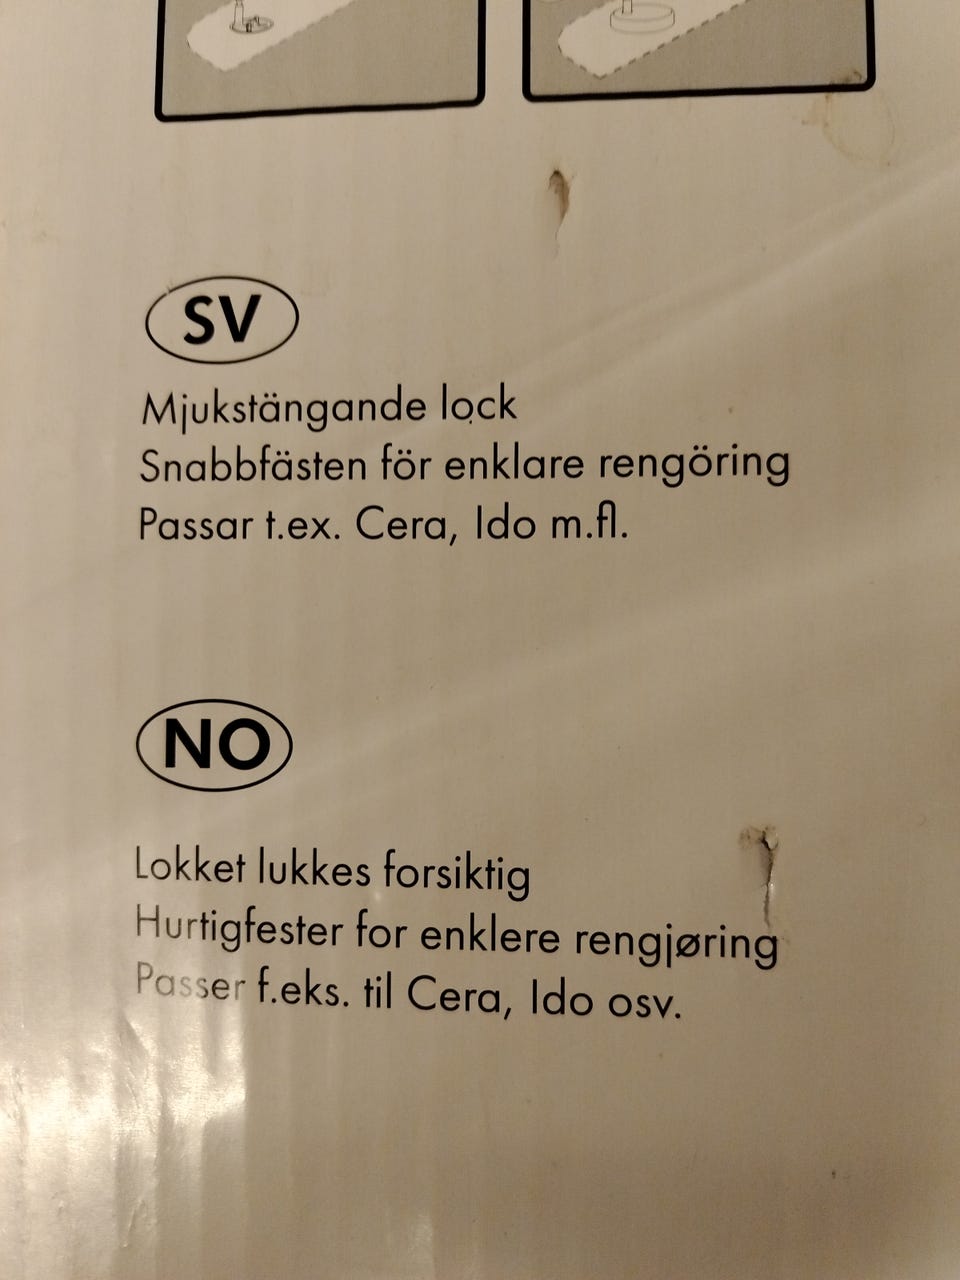 SV
Mjukstängande lock
Snabbfästen för enklare rengöring
Passar t.ex. Cera, Ido m.fl.
NO
Lokket lukkes forsiktig
Hurtigfester for enklere rengjøring
Passer f.eks. til Cera, Ido osv.